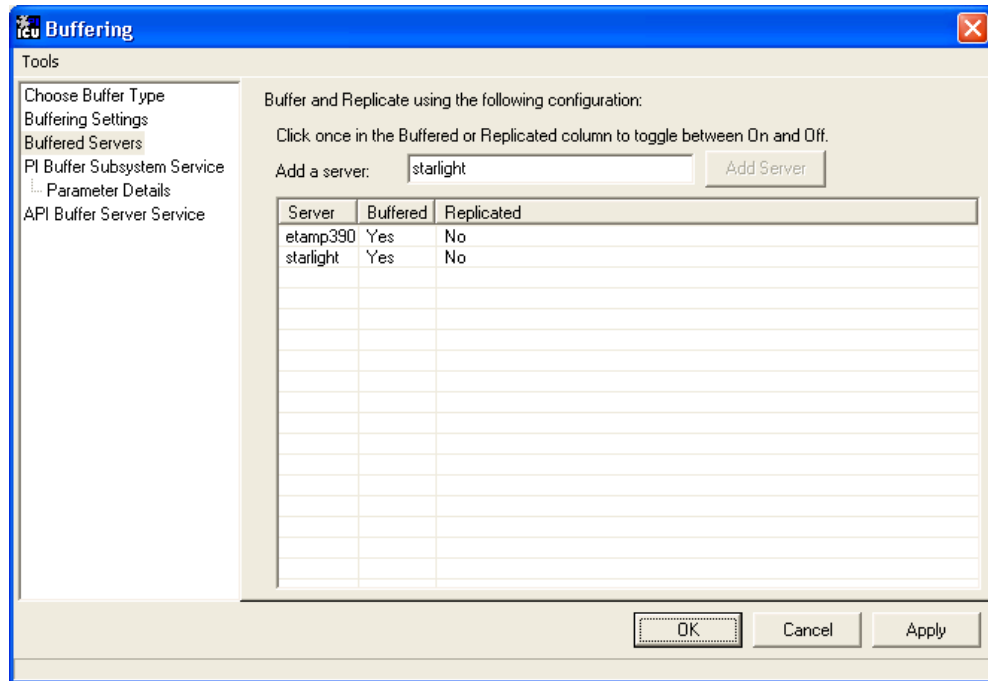 ICU Buffering
Tools
Choose Buffer Type
Buffering Settings
Buffered Servers
PI Buffer Subsystem Service
Parameter Details
API Buffer Server Service
Buffer and Replicate using the following configuration:
Click once in the Buffered or Replicated column to toggle between On and Off.
Add a server: starlight Add Server
Server Buffered Replicated
etamp390 Yes No
starlight Yes No
OK Cancel Apply